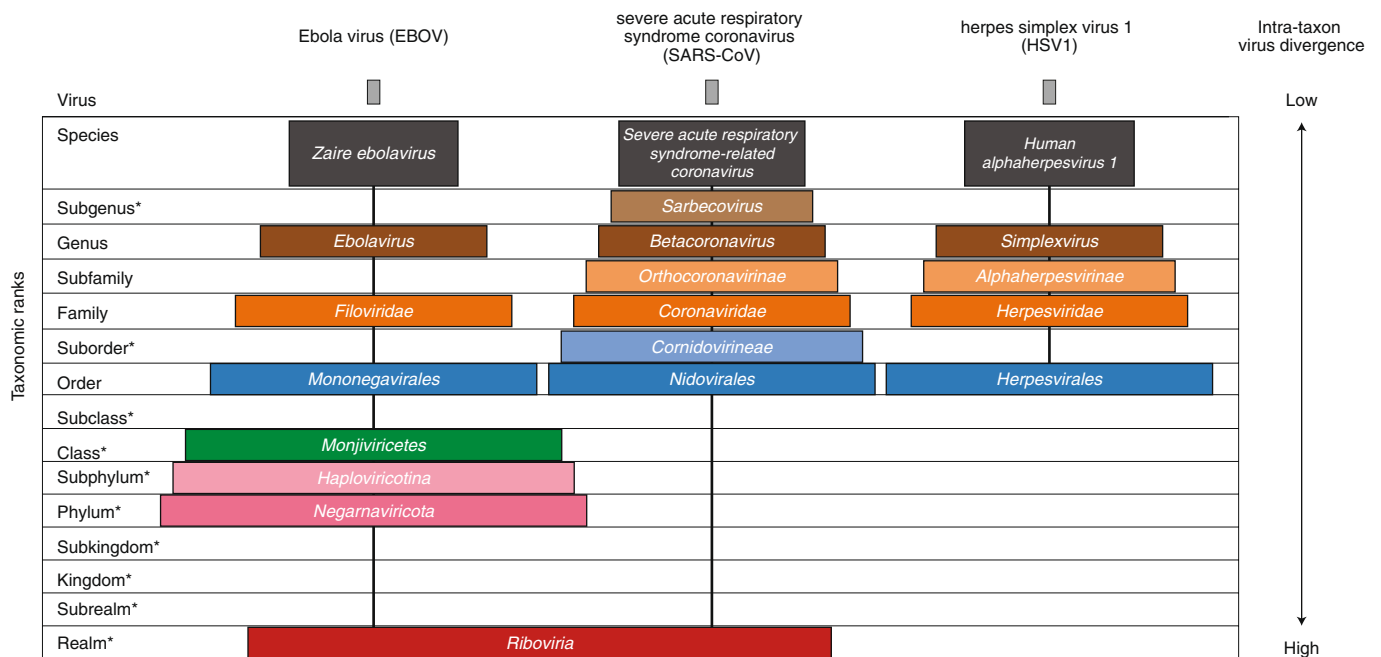 Ebola virus (EBOV)
severe acute respiratory
syndrome coronavirus
(SARS-CoV)
herpes simplex virus 1
(HSV1)
Intra-taxon
virus divergence
Virus
Low
Taxonomic ranks
Species
Zaire ebolavirus
Severe acute respiratory
syndrome-related
coronavirus
Human
alphaherpesvirus 1
Subgenus*
Sarbecovirus
Genus
Ebolavirus
Betacoronavirus
Simplexvirus
Subfamily
Orthocoronavirinae
Alphaherpesvirinae
Family
Filoviridae
Coronaviridae
Herpesviridae
Suborder*
Cornidovirineae
Order
Mononegavirales
Nidovirales
Herpesvirales
Subclass*
Class*
Monjiviricetes
Subphylum*
Haploviricotina
Phylum*
Negarnaviricota
Subkingdom*
Kingdom*
Subrealm*
Realm*
Riboviria
High